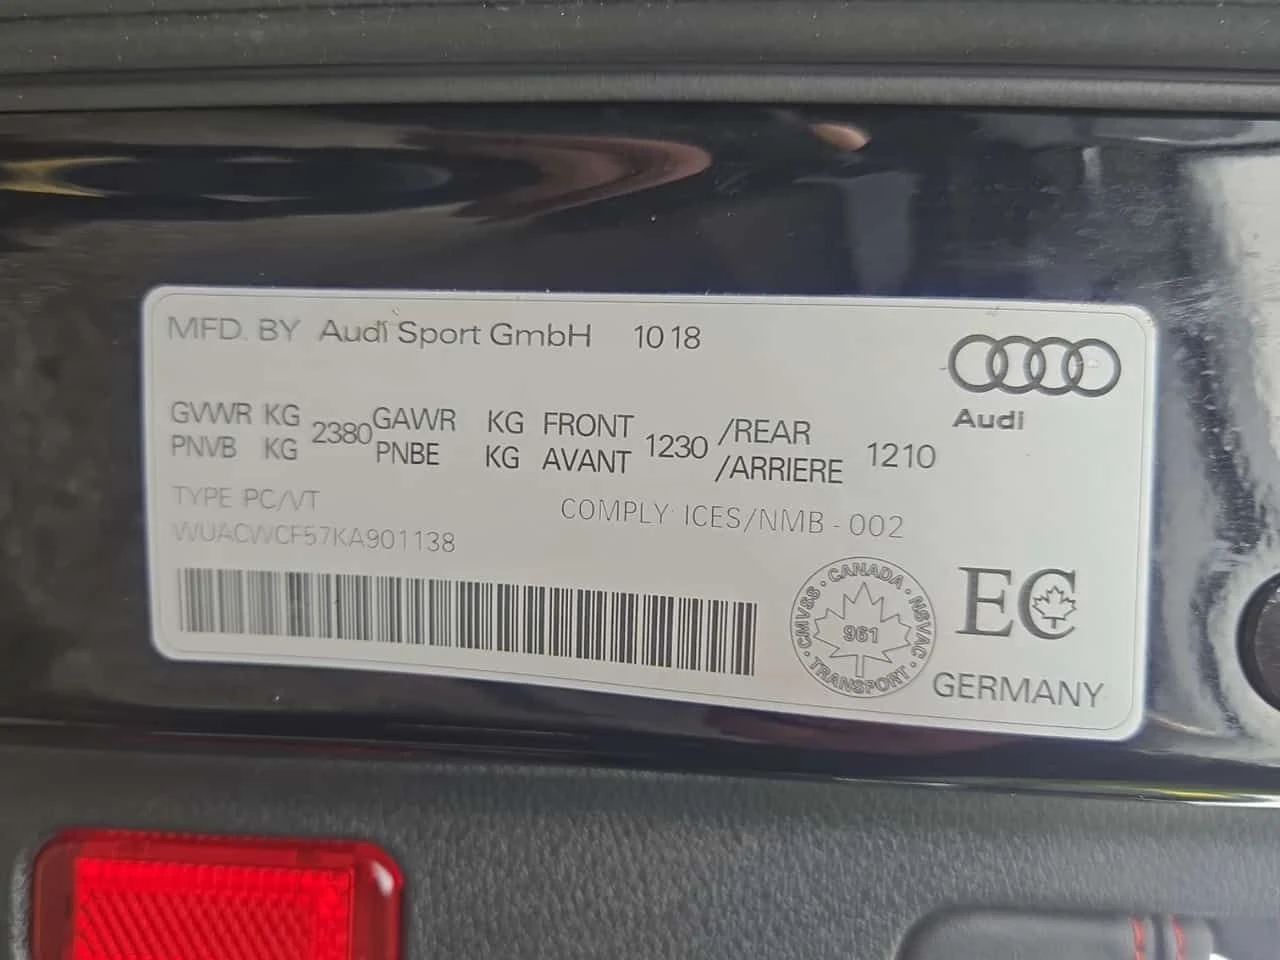 MFD. BY Audi Sport GmbH 10 18
Audi
GVWR KG 2380 GAWR KG FRONT 1230 /REAR 1210
PNVB KG PNBE KG AVANT /ARRIERE
TYPE PC/VT
COMPLY ICES/NMB - 002
WUACWCF57KA901138
CANADA · NSVAC · TRANSPORT · CMVSS ·
961
EC
GERMANY